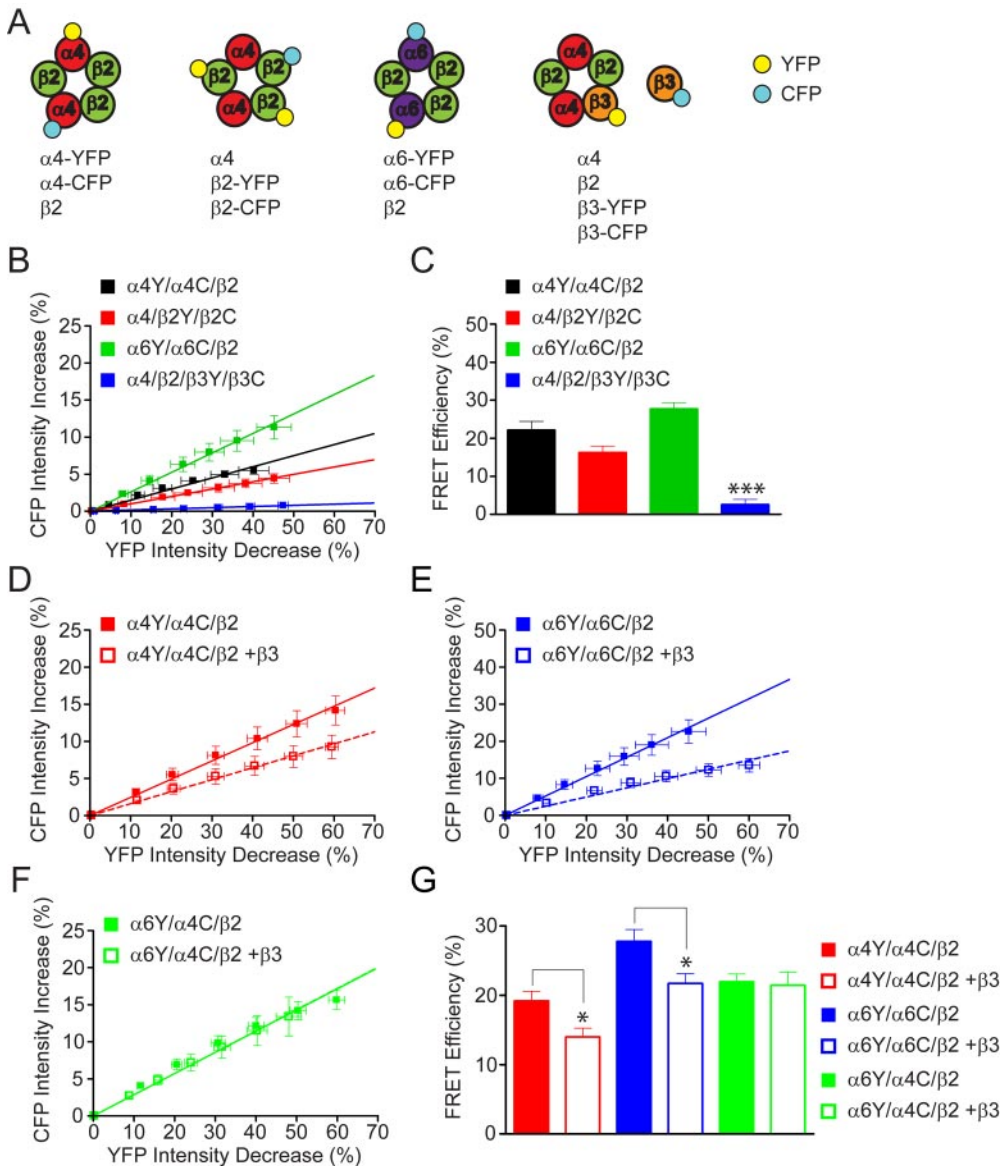 A
α4
β2
β2
α4
β2
α4
β2
β2
α4
β2
α6
β2
β2
α6
β2
α4
β2
β2
α4
β3
β3
YFP
CFP
α4-YFP
α4-CFP
β2
α4
β2-YFP
β2-CFP
α6-YFP
α6-CFP
β2
α4
β2
β3-YFP
β3-CFP
B
α4Y/α4C/β2
α4/β2Y/β2C
α6Y/α6C/β2
α4/β2/β3Y/β3C
CFP Intensity Increase (%)
25
20
15
10
5
0
0 10 20 30 40 50 60 70
YFP Intensity Decrease (%)
C
α4Y/α4C/β2
α4/β2Y/β2C
α6Y/α6C/β2
α4/β2/β3Y/β3C
FRET Efficiency (%)
50
40
30
20
10
0
***
D
α4Y/α4C/β2
α4Y/α4C/β2 +β3
CFP Intensity Increase (%)
25
20
15
10
5
0
0 10 20 30 40 50 60 70
YFP Intensity Decrease (%)
E
α6Y/α6C/β2
α6Y/α6C/β2 +β3
CFP Intensity Increase (%)
50
40
30
20
10
0
0 10 20 30 40 50 60 70
YFP Intensity Decrease (%)
F
α6Y/α4C/β2
α6Y/α4C/β2 +β3
CFP Intensity Increase (%)
25
20
15
10
5
0
0 10 20 30 40 50 60 70
YFP Intensity Decrease (%)
G
FRET Efficiency (%)
30
20
10
0
*
*
α4Y/α4C/β2
α4Y/α4C/β2 +β3
α6Y/α6C/β2
α6Y/α6C/β2 +β3
α6Y/α4C/β2
α6Y/α4C/β2 +β3